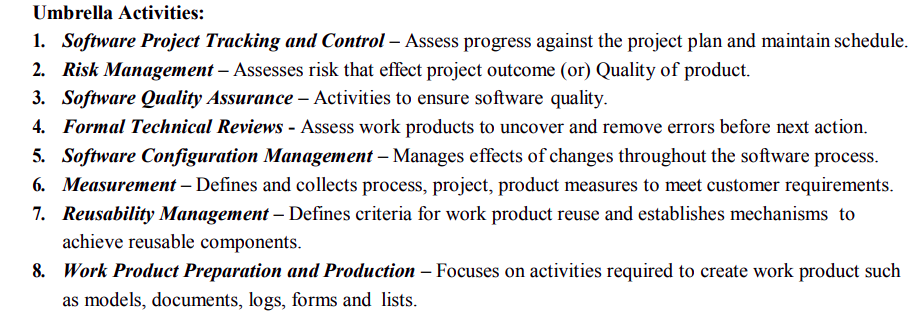 Umbrella Activities:
1. Software Project Tracking and Control – Assess progress against the project plan and maintain schedule.
2. Risk Management – Assesses risk that effect project outcome (or) Quality of product.
3. Software Quality Assurance – Activities to ensure software quality.
4. Formal Technical Reviews - Assess work products to uncover and remove errors before next action.
5. Software Configuration Management – Manages effects of changes throughout the software process.
6. Measurement – Defines and collects process, project, product measures to meet customer requirements.
7. Reusability Management – Defines criteria for work product reuse and establishes mechanisms to
achieve reusable components.
8. Work Product Preparation and Production – Focuses on activities required to create work product such
as models, documents, logs, forms and lists.